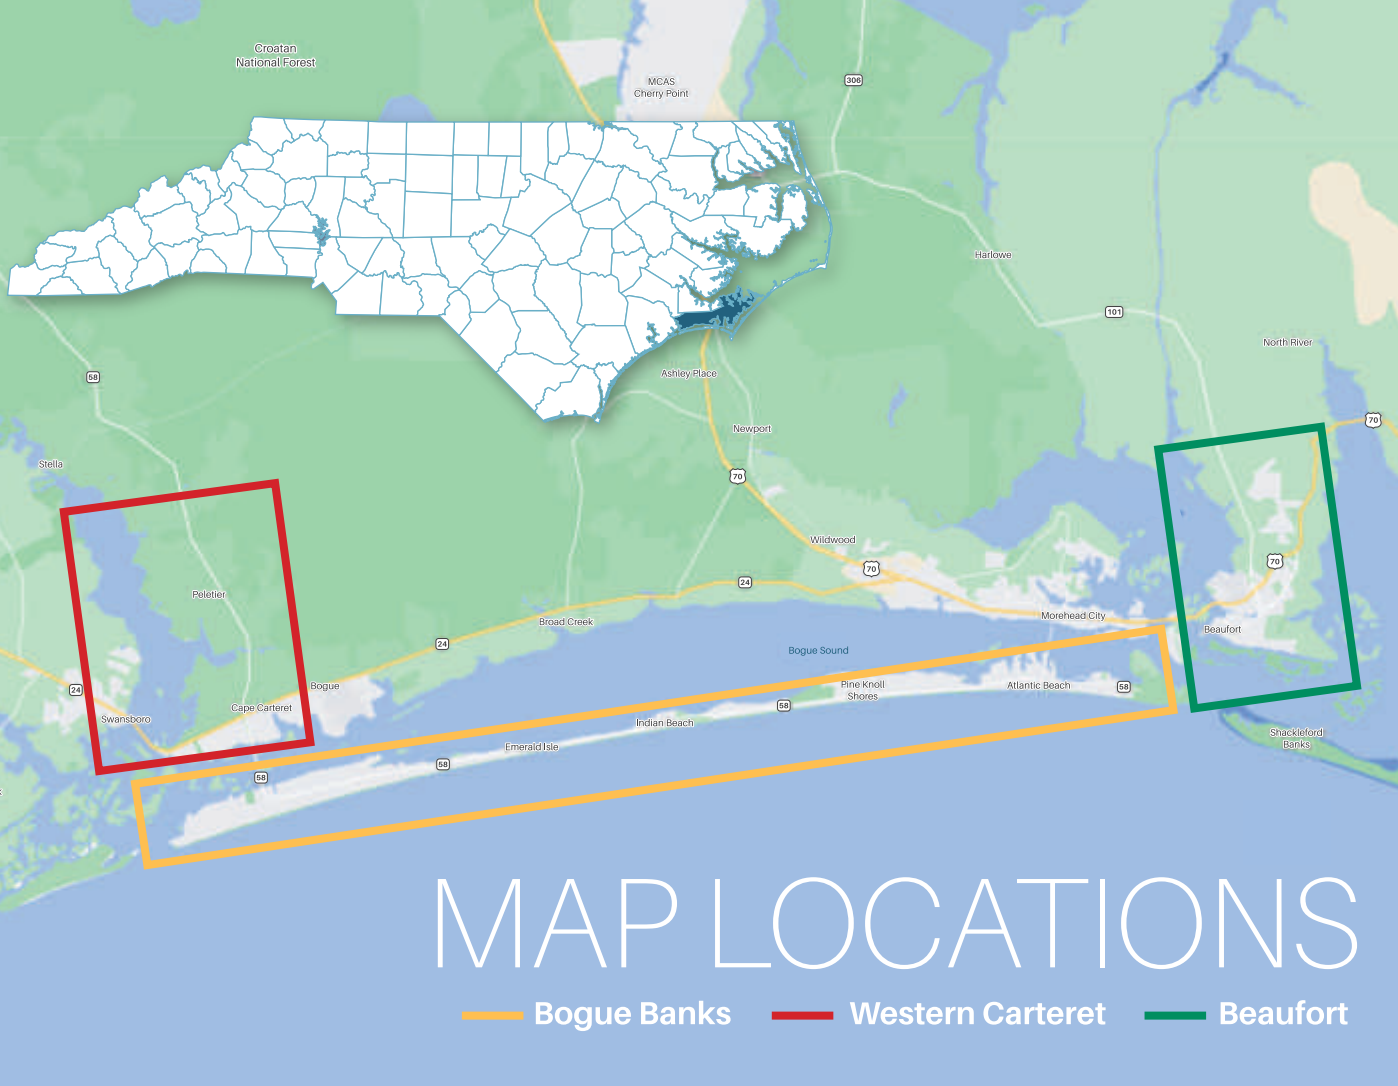 Croatan
National Forest
MCAS
Cherry Point
306
Harlowe
101
North River
58
Ashley Place
70
Newport
Stella
70
Wildwood
70
70
24
Peletier
Broad Creek
Morehead City
Beaufort
24
Bogue Sound
24
Bogue
Pine Knoll
Shores
Atlantic Beach
58
Cape Carteret
58
Swansboro
Indian Beach
Shackleford
Banks
Emerald Isle
58
58
MAP LOCATIONS
Bogue Banks
Western Carteret
Beaufort